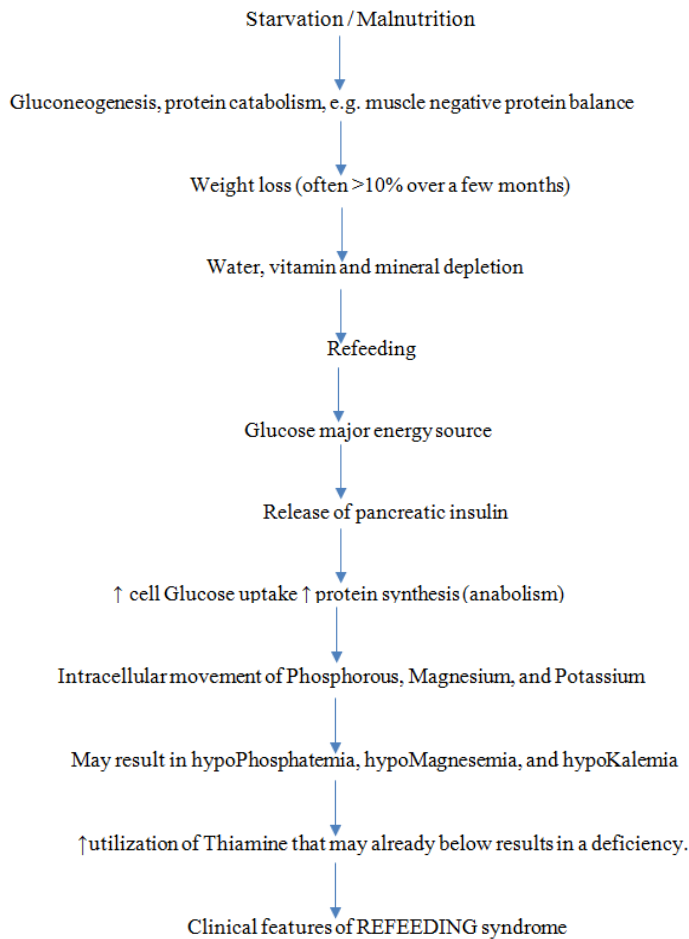 Starvation / Malnutrition
Gluconeogenesis, protein catabolism, e.g. muscle negative protein balance
Weight loss (often >10% over a few months)
Water, vitamin and mineral depletion
Refeeding
Glucose major energy source
Release of pancreatic insulin
↑ cell Glucose uptake ↑ protein synthesis (anabolism)
Intracellular movement of Phosphorous, Magnesium, and Potassium
May result in hypoPhosphatemia, hypoMagnesemia, and hypoKalemia
↑utilization of Thiamine that may already below results in a deficiency.
Clinical features of REFEEDING syndrome